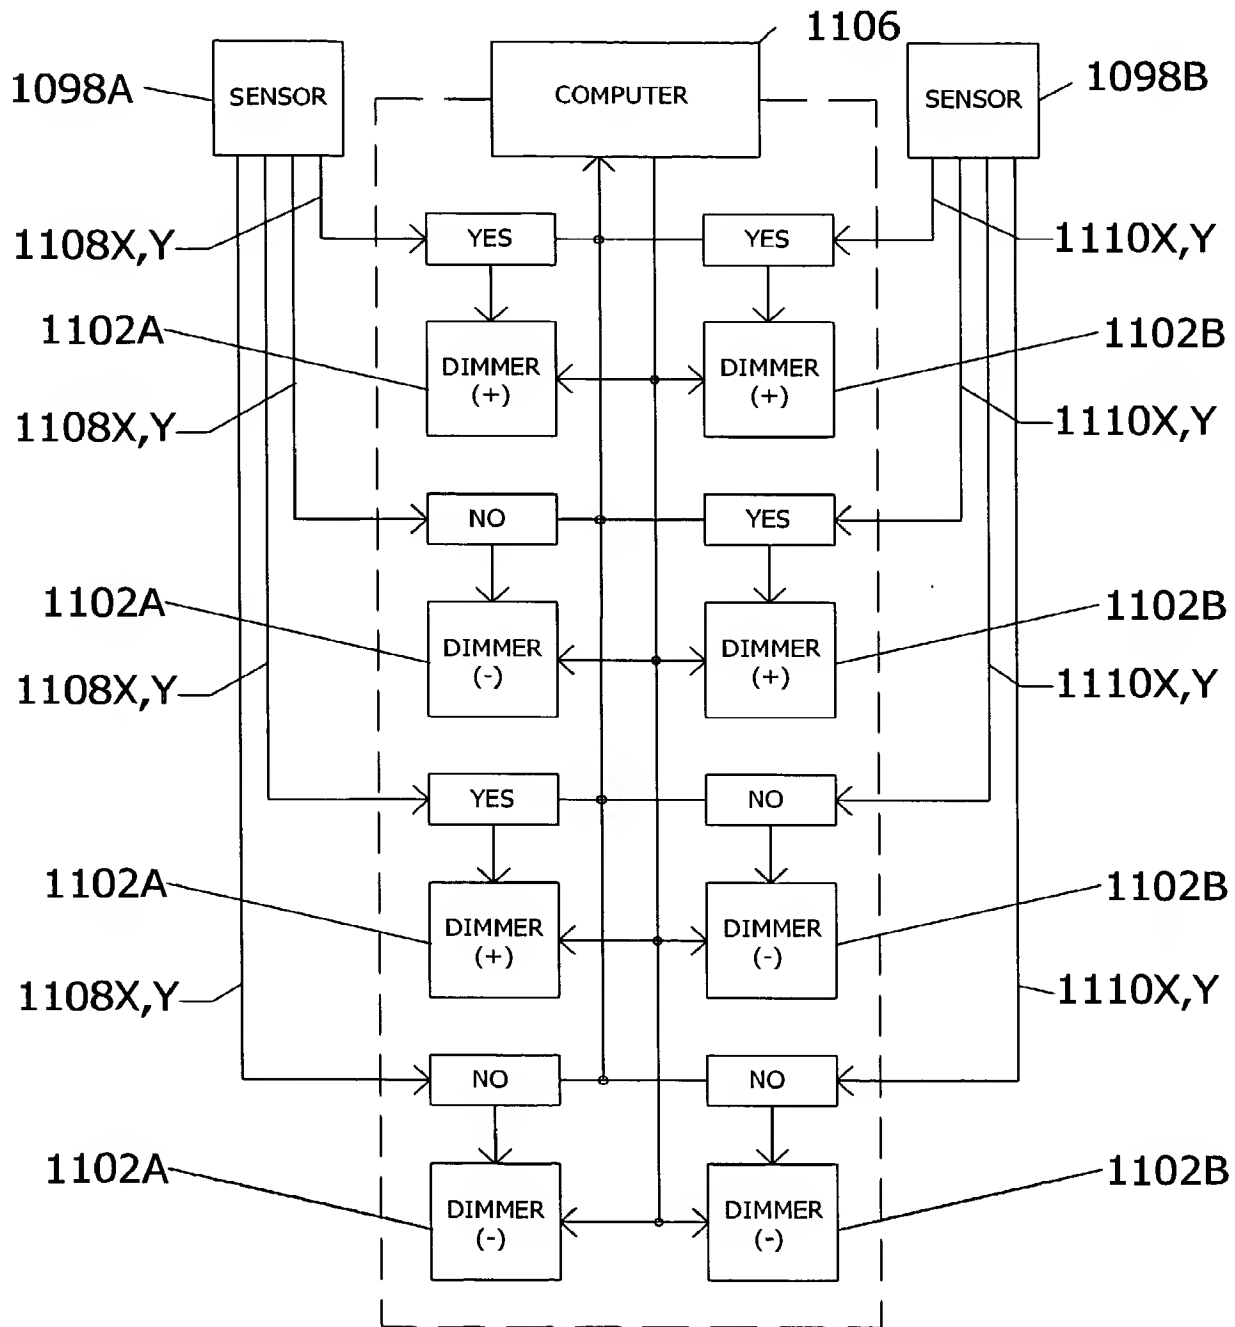 1106
1098A
SENSOR
COMPUTER
SENSOR
1098B
1108X,Y
YES
YES
1110X,Y
1102A
DIMMER
(+)
DIMMER
(+)
1102B
1108X,Y
1110X,Y
NO
YES
1102A
DIMMER
(-)
DIMMER
(+)
1102B
1108X,Y
1110X,Y
YES
NO
1102A
DIMMER
(+)
DIMMER
(-)
1102B
1108X,Y
1110X,Y
NO
NO
1102A
DIMMER
(-)
DIMMER
(-)
1102B